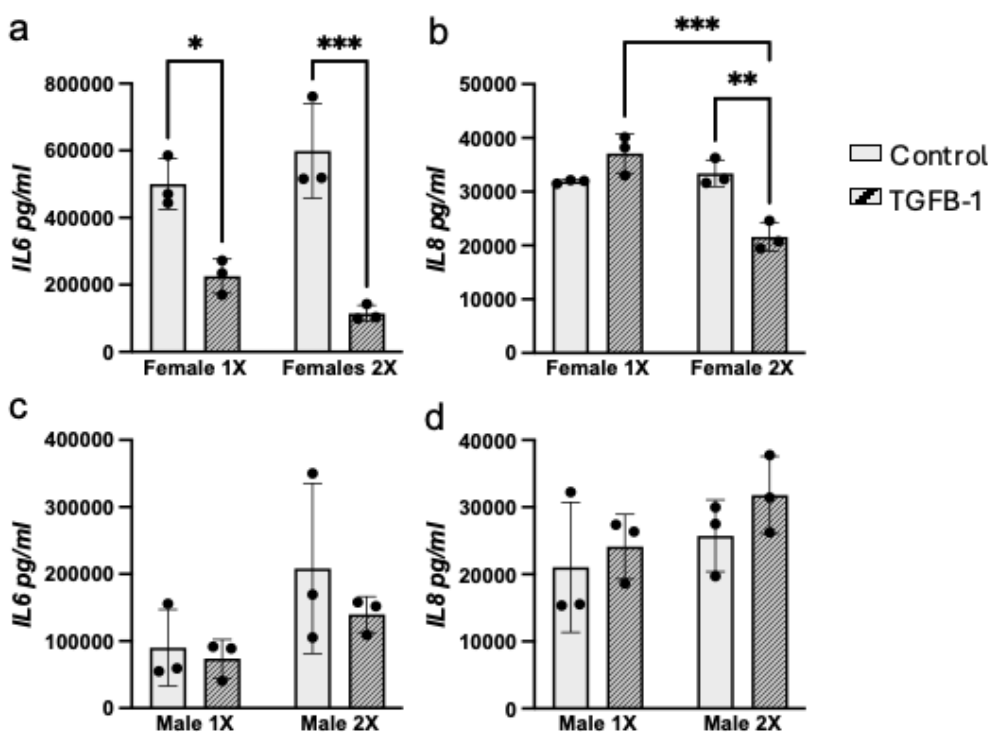 a
*
***
800000
600000
400000
200000
0
IL6 pg/ml
Female 1X
Females 2X
b
***
**
50000
40000
30000
20000
10000
0
IL8 pg/ml
Female 1X
Female 2X
Control
TGFB-1
c
400000
300000
200000
100000
0
IL6 pg/ml
Male 1X
Male 2X
d
40000
30000
20000
10000
0
IL8 pg/ml
Male 1X
Male 2X